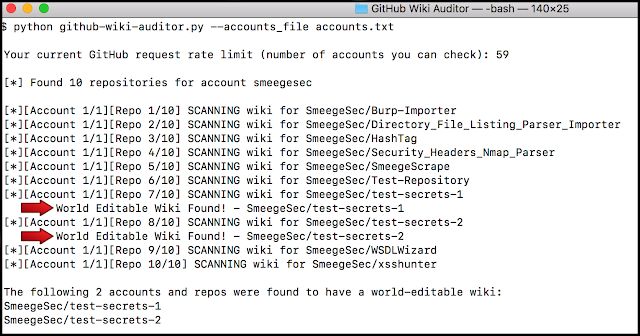 GitHub Wiki Auditor — -bash — 140×25
$ python github-wiki-auditor.py --accounts_file accounts.txt
Your current GitHub request rate limit (number of accounts you can check): 59
[*] Found 10 repositories for account smeegesec
[*][Account 1/1][Repo 1/10] SCANNING wiki for SmeegeSec/Burp-Importer
[*][Account 1/1][Repo 2/10] SCANNING wiki for SmeegeSec/Directory_File_Listing_Parser_Importer
[*][Account 1/1][Repo 3/10] SCANNING wiki for SmeegeSec/HashTag
[*][Account 1/1][Repo 4/10] SCANNING wiki for SmeegeSec/Security_Headers_Nmap_Parser
[*][Account 1/1][Repo 5/10] SCANNING wiki for SmeegeSec/SmeegeScrape
[*][Account 1/1][Repo 6/10] SCANNING wiki for SmeegeSec/Test-Repository
[*][Account 1/1][Repo 7/10] SCANNING wiki for SmeegeSec/test-secrets-1
World Editable Wiki Found! - SmeegeSec/test-secrets-1
[*][Account 1/1][Repo 8/10] SCANNING wiki for SmeegeSec/test-secrets-2
World Editable Wiki Found! - SmeegeSec/test-secrets-2
[*][Account 1/1][Repo 9/10] SCANNING wiki for SmeegeSec/WSDLWizard
[*][Account 1/1][Repo 10/10] SCANNING wiki for SmeegeSec/xsshunter
The following 2 accounts and repos were found to have a world-editable wiki:
SmeegeSec/test-secrets-1
SmeegeSec/test-secrets-2